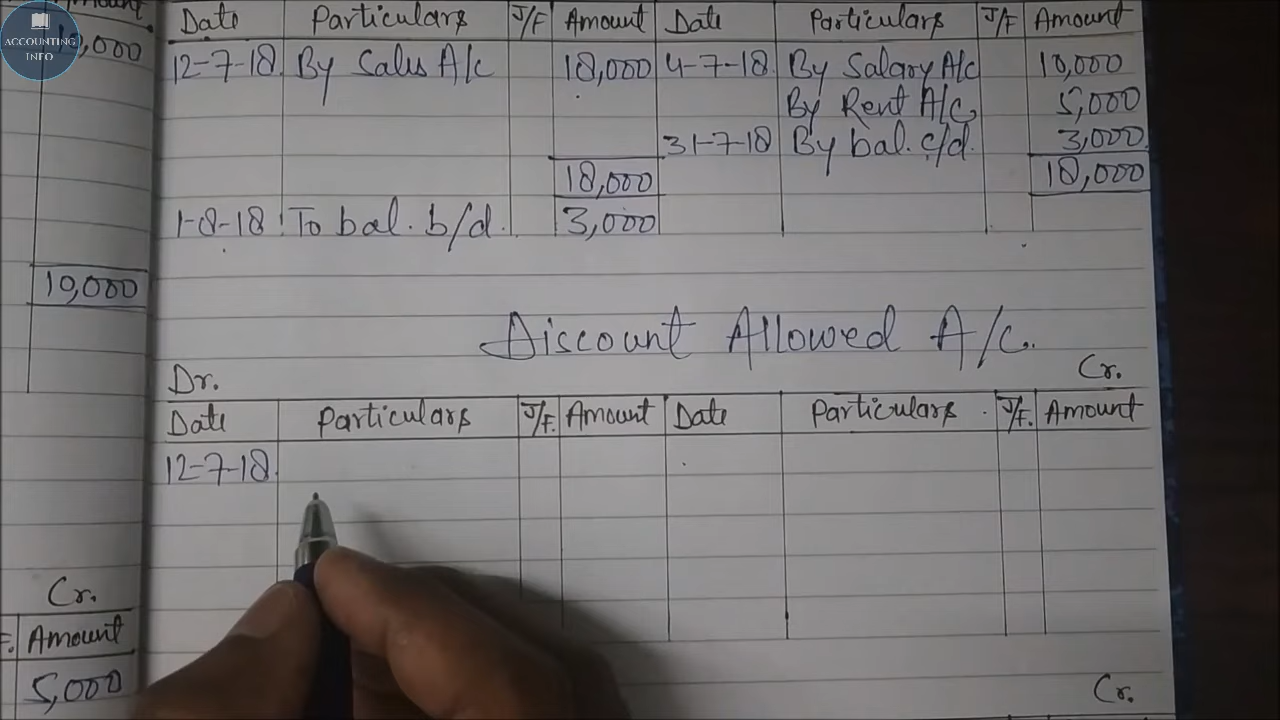 ACCOUNTING
INFO
Amount
10,000
10,000
Cr.
F. Amount
5,000
Date Particulars J/F Amount Date Particulars J/F Amount
12-7-18 By Sales A/c 18,000 4-7-18 By Salary A/c 10,000
By Rent A/c 5,000
31-7-18 By bal. c/d. 3,000
18,000 18,000
1-8-18 To bal. b/d. 3,000
Discount Allowed A/c.
Dr. Cr.
Date Particulars J/F. Amount Date Particulars J/F. Amount
12-7-18
Cr.